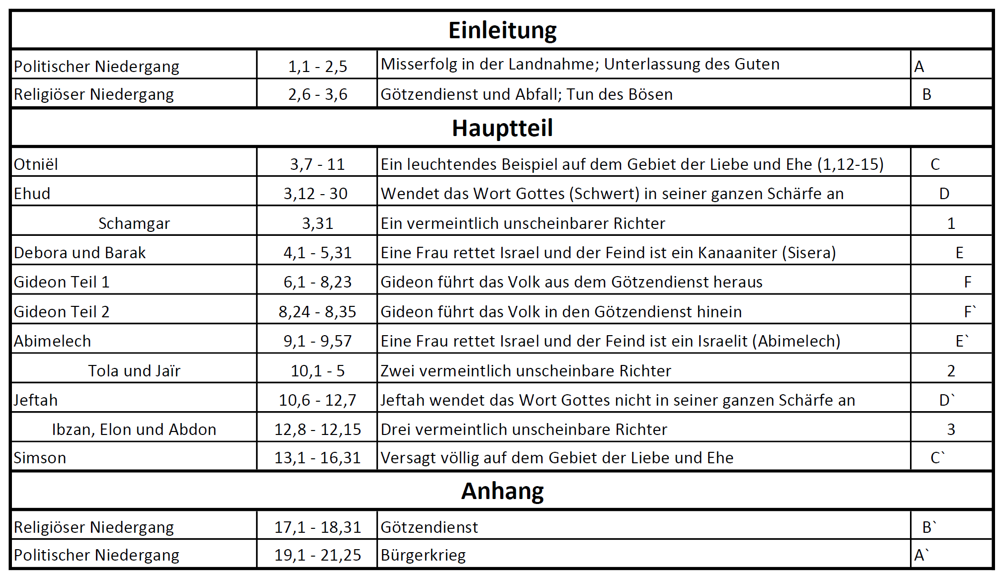 Einleitung
Politischer Niedergang 1,1 - 2,5 Misserfolg in der Landnahme; Unterlassung des Guten A
Religiöser Niedergang 2,6 - 3,6 Götzendienst und Abfall; Tun des Bösen B
Hauptteil
Otniël 3,7 - 11 Ein leuchtendes Beispiel auf dem Gebiet der Liebe und Ehe (1,12-15) C
Ehud 3,12 - 30 Wendet das Wort Gottes (Schwert) in seiner ganzen Schärfe an D
Schamgar 3,31 Ein vermeintlich unscheinbarer Richter 1
Debora und Barak 4,1 - 5,31 Eine Frau rettet Israel und der Feind ist ein Kanaaniter (Sisera) E
Gideon Teil 1 6,1 - 8,23 Gideon führt das Volk aus dem Götzendienst heraus F
Gideon Teil 2 8,24 - 8,35 Gideon führt das Volk in den Götzendienst hinein F`
Abimelech 9,1 - 9,57 Eine Frau rettet Israel und der Feind ist ein Israelit (Abimelech) E`
Tola und Jaïr 10,1 - 5 Zwei vermeintlich unscheinbare Richter 2
Jeftah 10,6 - 12,7 Jeftah wendet das Wort Gottes nicht in seiner ganzen Schärfe an D`
Ibzan, Elon und Abdon 12,8 - 12,15 Drei vermeintlich unscheinbare Richter 3
Simson 13,1 - 16,31 Versagt völlig auf dem Gebiet der Liebe und Ehe C`
Anhang
Religiöser Niedergang 17,1 - 18,31 Götzendienst B`
Politischer Niedergang 19,1 - 21,25 Bürgerkrieg A`